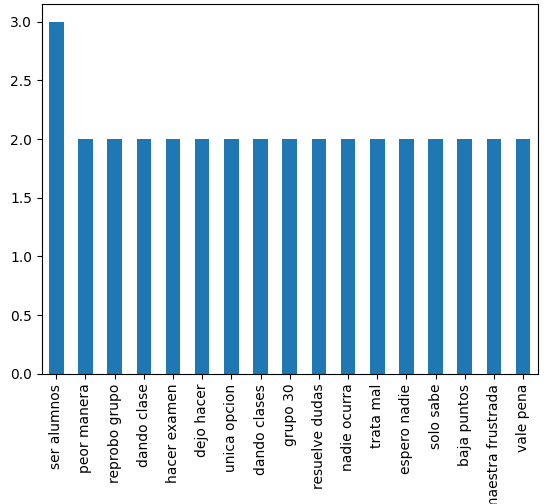 3.0
2.5
2.0
1.5
1.0
0.5
0.0
ser alumnos
peor manera
reprobo grupo
dando clase
hacer examen
dejo hacer
unica opcion
dando clases
grupo 30
resuelve dudas
nadie ocurra
trata mal
espero nadie
solo sabe
baja puntos
maestra frustrada
vale pena